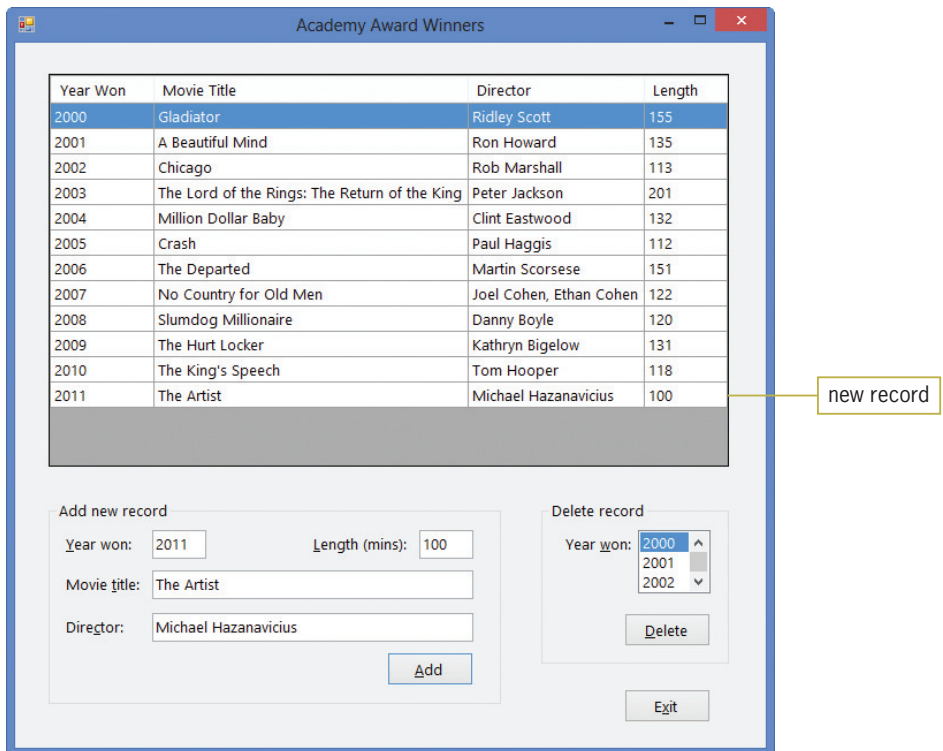 Academy Award Winners
Year Won Movie Title Director Length
2000 Gladiator Ridley Scott 155
2001 A Beautiful Mind Ron Howard 135
2002 Chicago Rob Marshall 113
2003 The Lord of the Rings: The Return of the King Peter Jackson 201
2004 Million Dollar Baby Clint Eastwood 132
2005 Crash Paul Haggis 112
2006 The Departed Martin Scorsese 151
2007 No Country for Old Men Joel Cohen, Ethan Cohen 122
2008 Slumdog Millionaire Danny Boyle 120
2009 The Hurt Locker Kathryn Bigelow 131
2010 The King's Speech Tom Hooper 118
2011 The Artist Michael Hazanavicius 100
new record
Add new record
Year won: 2011 Length (mins): 100
Movie title: The Artist
Director: Michael Hazanavicius
Add
Delete record
Year won: 2000
2001
2002
Delete
Exit